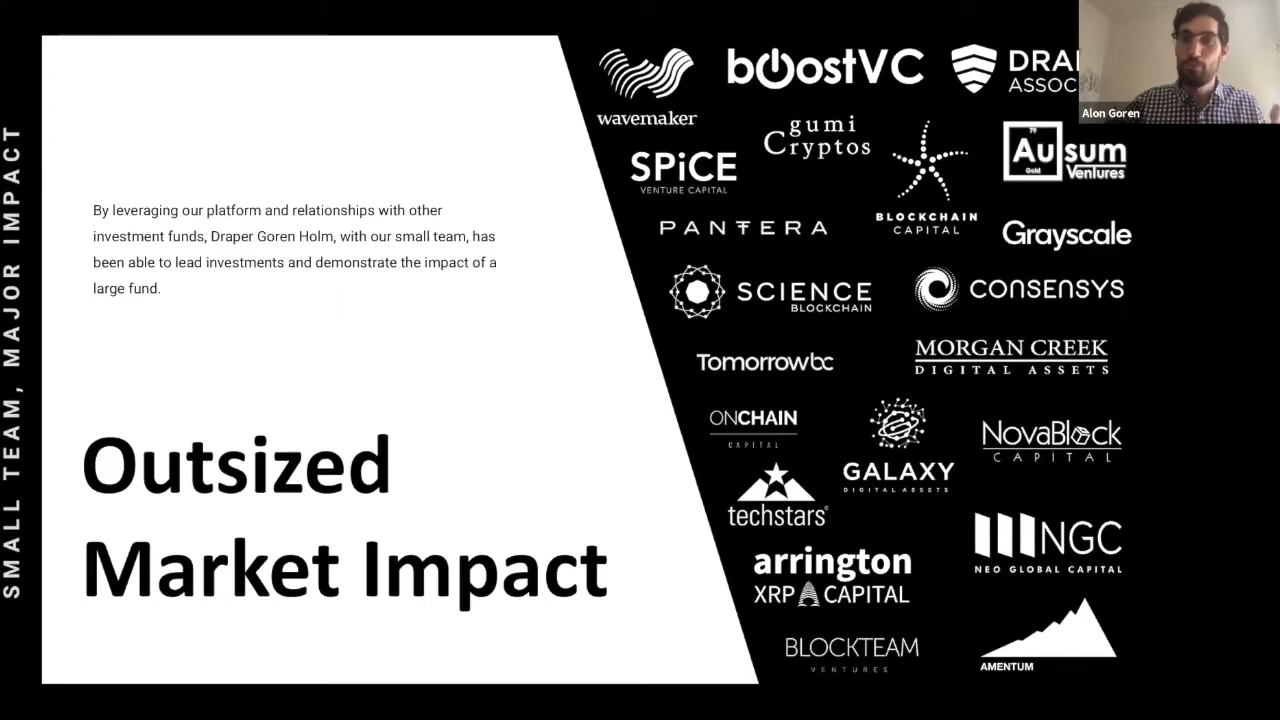 SMALL TEAM, MAJOR IMPACT
By leveraging our platform and relationships with other
investment funds, Draper Goren Holm, with our small team, has
been able to lead investments and demonstrate the impact of a
large fund.
Outsized
Market Impact
wavemaker
boostVC
DRA
ASSOC
Alon Goren
gumi
Cryptos
SPiCE
VENTURE CAPITAL
BLOCKCHAIN
CAPITAL
79
Au
Gold
sum
Ventures
PANTERA
Grayscale
SCIENCE
BLOCKCHAIN
CONSENSYS
Tomorrowbc
MORGAN CREEK
DIGITAL ASSETS
ONCHAIN
CAPITAL
GALAXY
DIGITAL ASSETS
NovaBlock
CAPITAL
techstars
arrington
XRP CAPITAL
NGC
NEO GLOBAL CAPITAL
BLOCKTEAM
VENTURES
AMENTUM